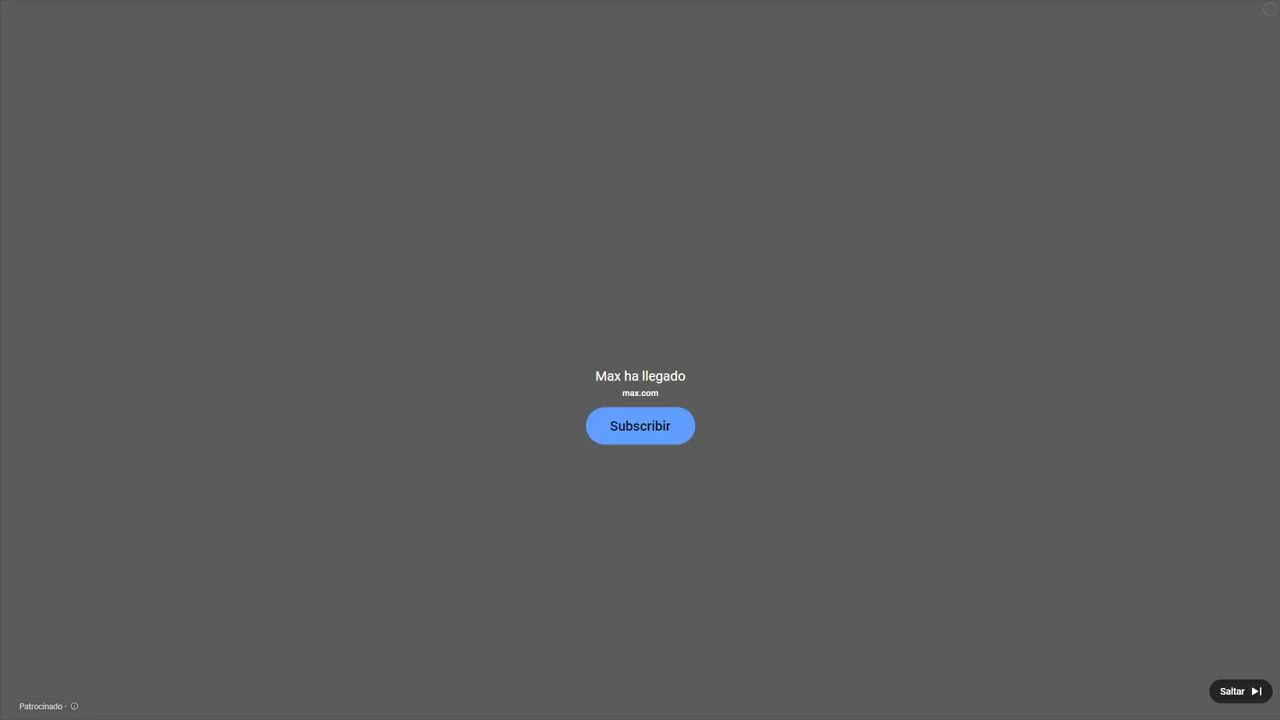 Max ha llegado
max.com
Subscribir
Saltar
Patrocinado ·